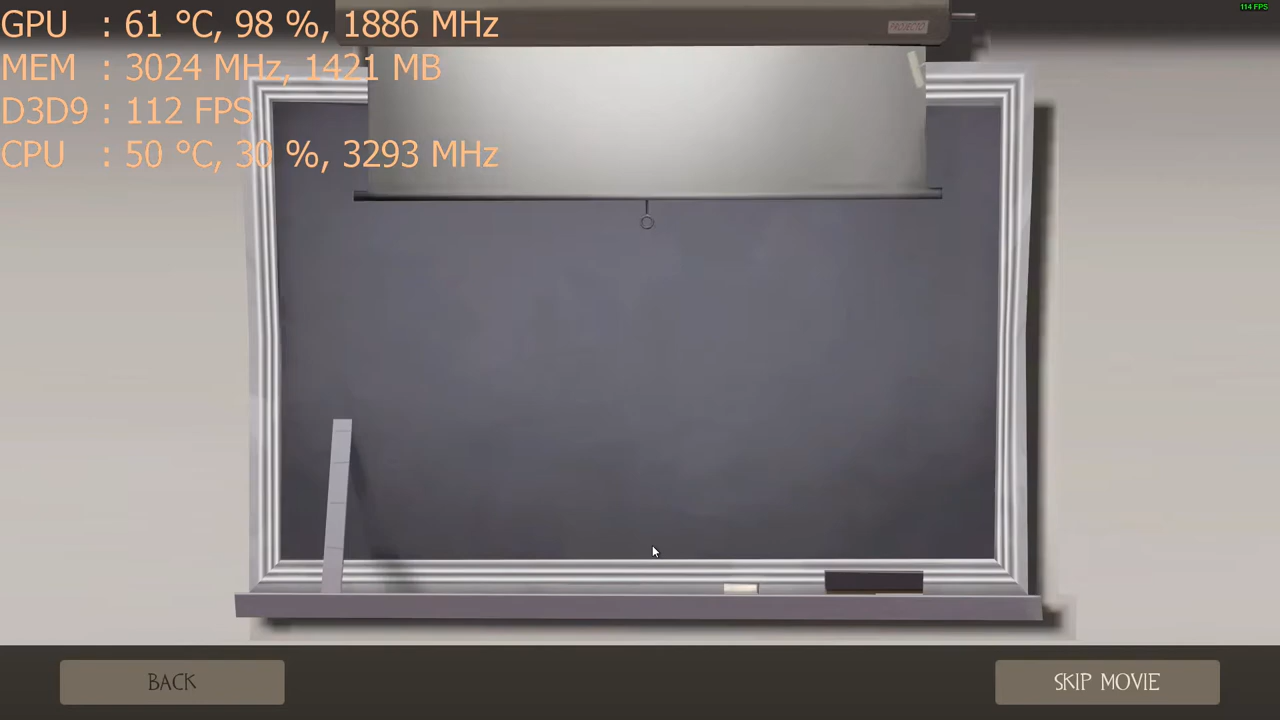 GPU : 61 °C, 98 %, 1886 MHz
114 FPS
MEM : 3024 MHz, 1421 MB
D3D9 : 112 FPS
CPU : 50 °C, 30 %, 3293 MHz
BACK
SKIP MOVIE